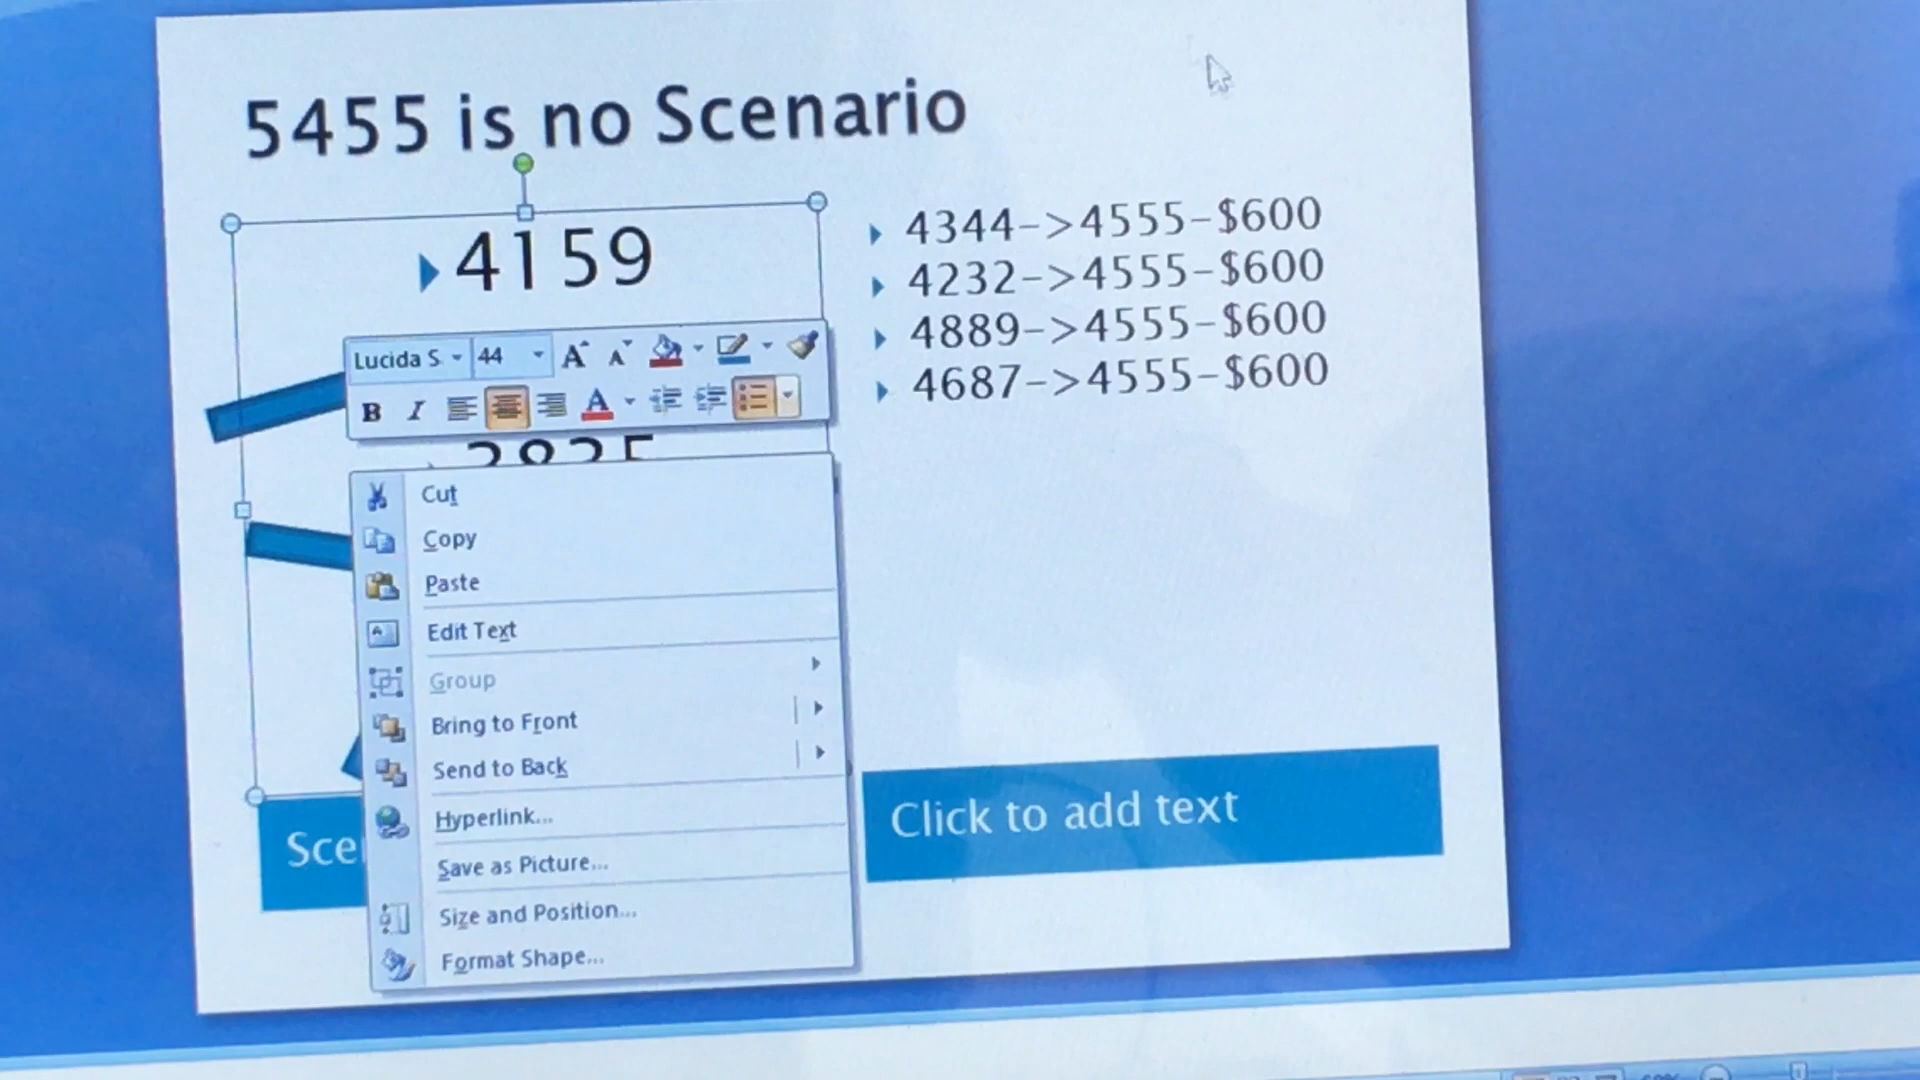 5455 is no Scenario
4159
4344->4555-$600
4232->4555-$600
4889->4555-$600
4687->4555-$600
Lucida S 44
B I A
Cut
Copy
Paste
Edit Text
Group
Bring to Front
Send to Back
Hyperlink...
Save as Picture...
Size and Position...
Format Shape...
Sce
Click to add text